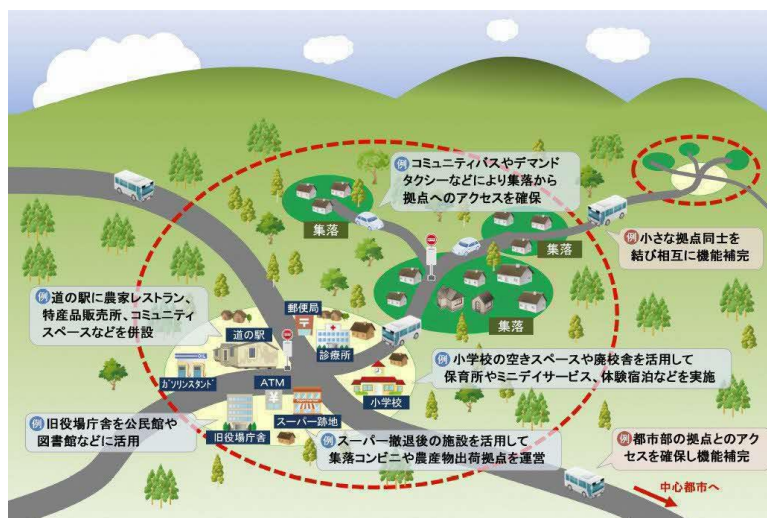 例 コミュニティバスやデマンド
タクシーなどにより集落から
拠点へのアクセスを確保
集落
集落
集落
例 小さな拠点同士を
結び相互に機能補完
例 道の駅に農家レストラン、
特産品販売所、コミュニティ
スペースなどを併設
郵便局
道の駅
診療所
ガソリンスタンド
ATM
小学校
例 小学校の空きスペースや廃校舎を活用して
保育所やミニデイサービス、体験宿泊などを実施
スーパー跡地
旧役場庁舎
例 旧役場庁舎を公民館や
図書館などに活用
例 スーパー撤退後の施設を活用して
集落コンビニや農産物出荷拠点を運営
例 都市部の拠点とのアク
セスを確保し機能補完
中心都市へ